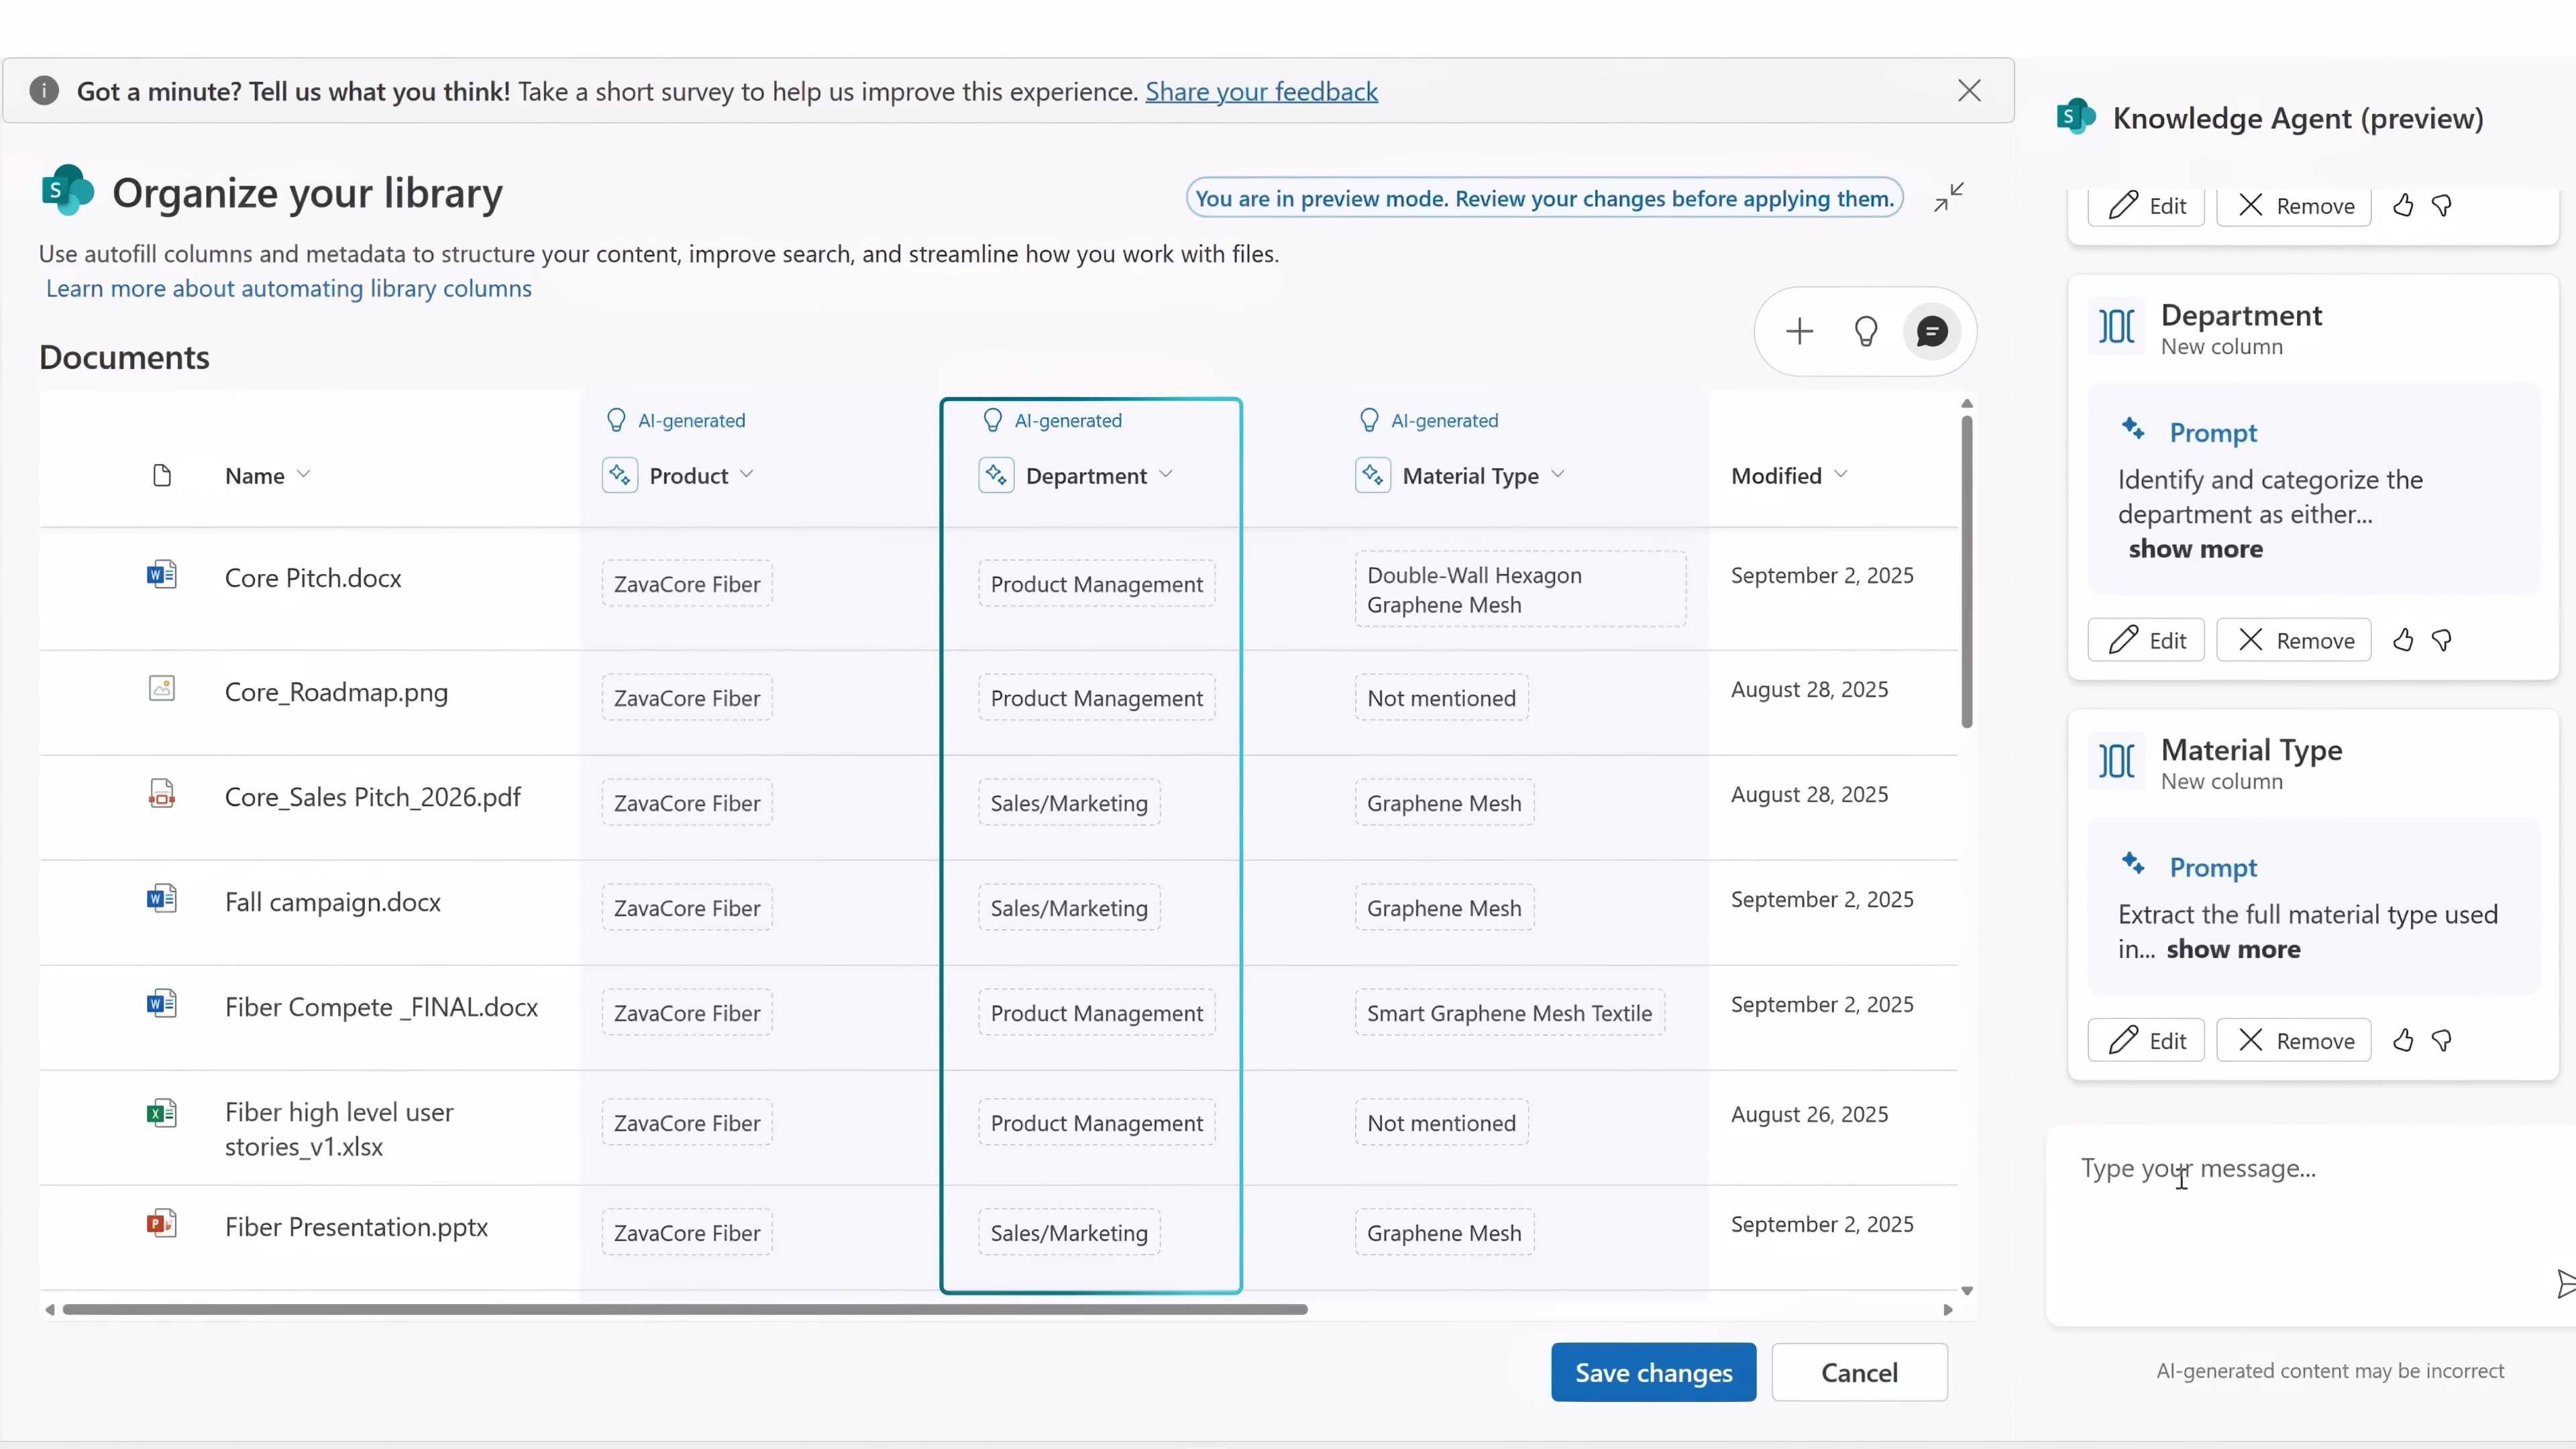 Got a minute? Tell us what you think! Take a short survey to help us improve this experience. Share your feedback
Organize your library
You are in preview mode. Review your changes before applying them.
Use autofill columns and metadata to structure your content, improve search, and streamline how you work with files.
Learn more about automating library columns
Documents
AI-generated AI-generated AI-generated
Name Product Department Material Type Modified
Core Pitch.docx ZavaCore Fiber Product Management Double-Wall Hexagon September 2, 2025
Graphene Mesh
Core_Roadmap.png ZavaCore Fiber Product Management Not mentioned August 28, 2025
Core_Sales Pitch_2026.pdf ZavaCore Fiber Sales/Marketing Graphene Mesh August 28, 2025
Fall campaign.docx ZavaCore Fiber Sales/Marketing Graphene Mesh September 2, 2025
Fiber Compete _FINAL.docx ZavaCore Fiber Product Management Smart Graphene Mesh Textile September 2, 2025
Fiber high level user ZavaCore Fiber Product Management Not mentioned August 26, 2025
stories_v1.xlsx
Fiber Presentation.pptx ZavaCore Fiber Sales/Marketing Graphene Mesh September 2, 2025
Save changes Cancel
Knowledge Agent (preview)
Edit Remove
Department
New column
Prompt
Identify and categorize the
department as either...
show more
Edit Remove
Material Type
New column
Prompt
Extract the full material type used
in... show more
Edit Remove
Type your message...
AI-generated content may be incorrect